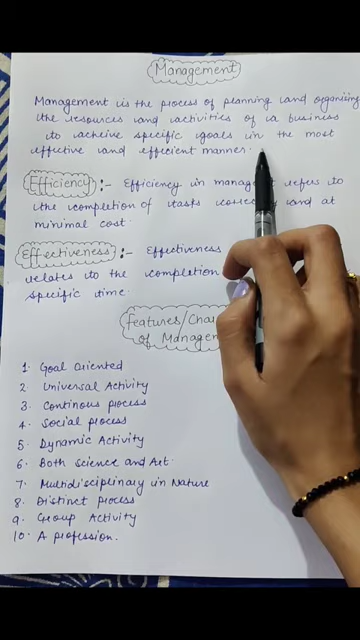 Management
Management is the process of planning and organizing
the resources and activities of a business
to acheive specific goals in the most
effective and efficient manner.
Efficiency :- Efficiency in management refers to
the completion of tasks correctly and at
minimal cost.
Effectiveness :- Effectiveness
relates to the completion
specific time.
Features/Cha
of Managem
1. Goal Oriented
2. Universal Activity
3. Continous process
4. Social process
5. Dynamic Activity
6. Both Science and Art.
7. Multidisciplinary in Nature
8. Distinct process
9. Group Activity
10. A profession.